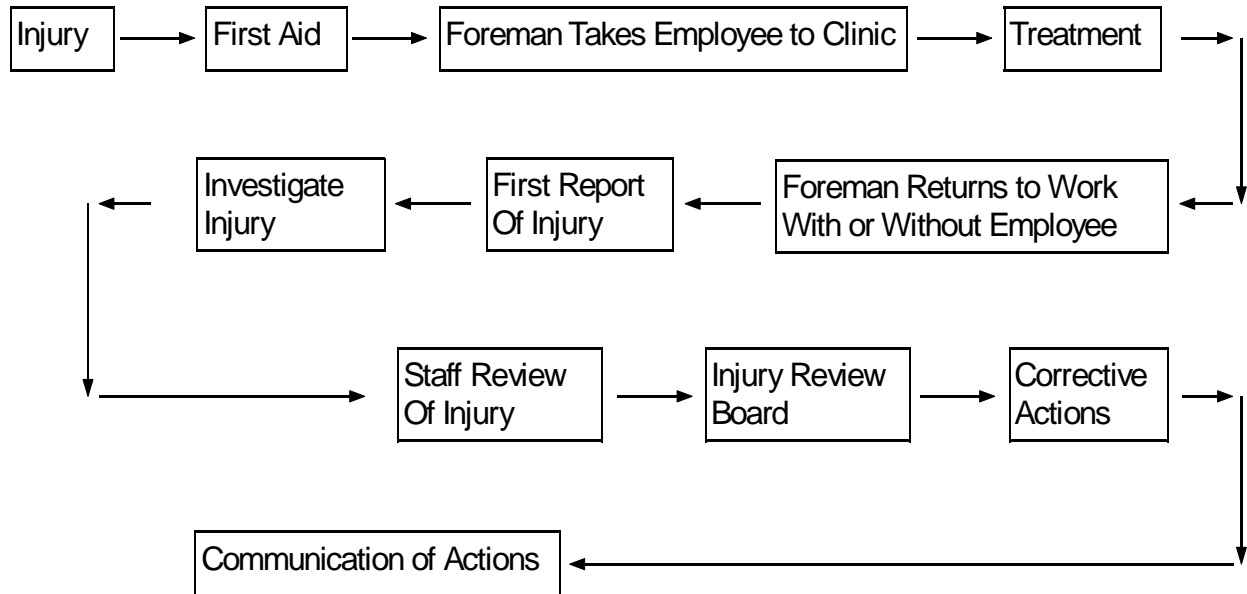 Injury
First Aid
Foreman Takes Employee to Clinic
Treatment
Foreman Returns to Work
With or Without Employee
First Report
Of Injury
Investigate
Injury
Staff Review
Of Injury
Injury Review
Board
Corrective
Actions
Communication of Actions